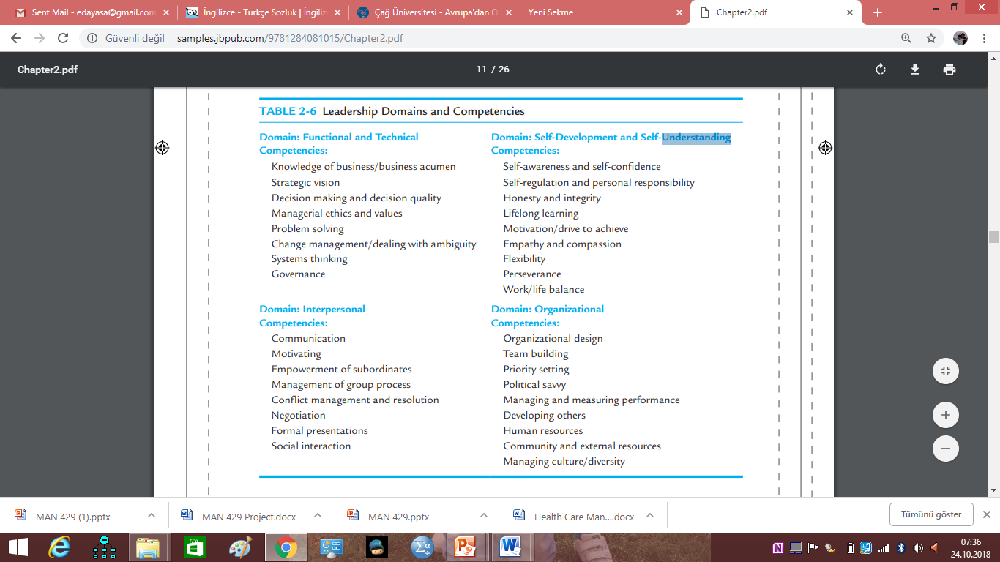 Sent Mail - edayasa@gmail.com
İngilizce - Türkçe Sözlük | İngiliz
Çağ Üniversitesi - Avrupa'dan O
Yeni Sekme
Chapter2.pdf
Güvenli değil | samples.jbpub.com/9781284081015/Chapter2.pdf
Chapter2.pdf
11 / 26
TABLE 2-6 Leadership Domains and Competencies
Domain: Functional and Technical
Competencies:
Knowledge of business/business acumen
Strategic vision
Decision making and decision quality
Managerial ethics and values
Problem solving
Change management/dealing with ambiguity
Systems thinking
Governance
Domain: Self-Development and Self-Understanding
Competencies:
Self-awareness and self-confidence
Self-regulation and personal responsibility
Honesty and integrity
Lifelong learning
Motivation/drive to achieve
Empathy and compassion
Flexibility
Perseverance
Work/life balance
Domain: Interpersonal
Competencies:
Communication
Motivating
Empowerment of subordinates
Management of group process
Conflict management and resolution
Negotiation
Formal presentations
Social interaction
Domain: Organizational
Competencies:
Organizational design
Team building
Priority setting
Political savvy
Managing and measuring performance
Developing others
Human resources
Community and external resources
Managing culture/diversity
MAN 429 (1).pptx
MAN 429 Project.docx
MAN 429.pptx
Health Care Man....docx
Tümünü göster
07:36
24.10.2018